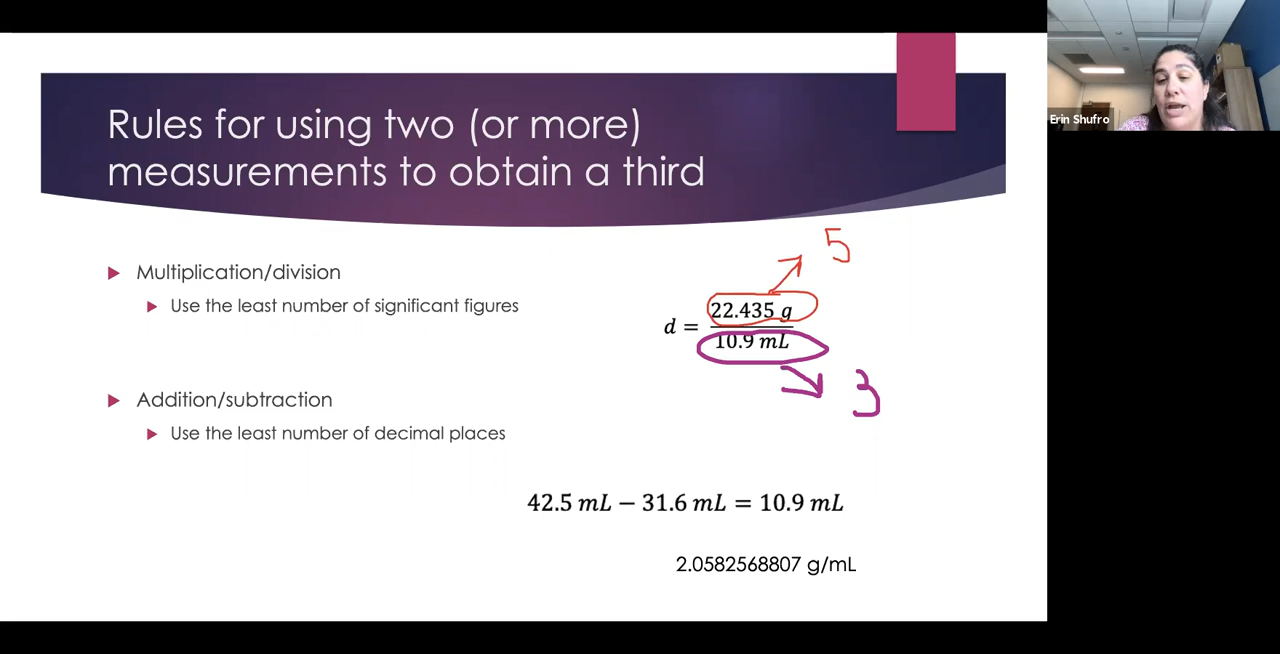 Rules for using two (or more)
measurements to obtain a third
Erin Shufro
Multiplication/division
Use the least number of significant figures
5
d = 22.435 g
10.9 mL
3
Addition/subtraction
Use the least number of decimal places
42.5 mL − 31.6 mL = 10.9 mL
2.0582568807 g/mL